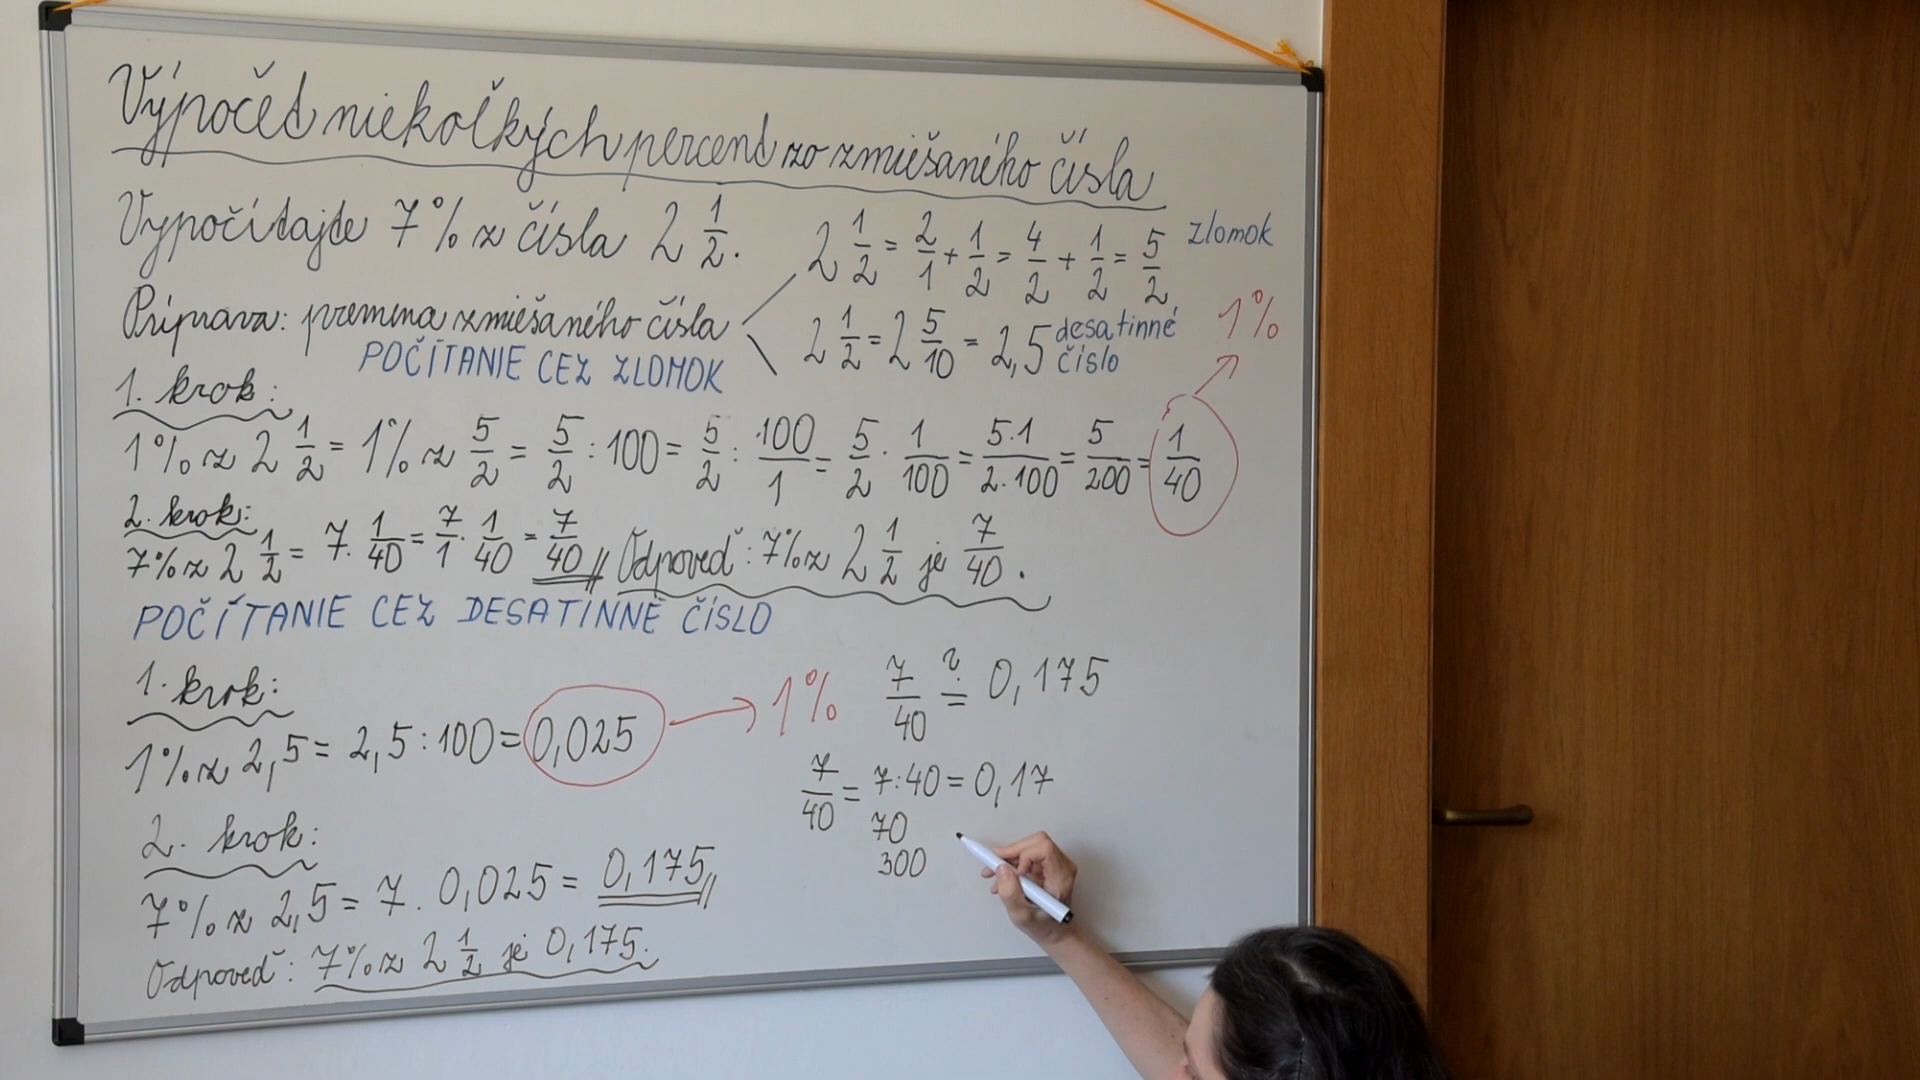 Výpočet niekoľkých percent zo zmiešaného čísla
Vypočítajte 7% z čísla 2 1/2.
2 1/2 = 2/1 + 1/2 = 4/2 + 1/2 = 5/2 zlomok
Príprava: premena zmiešaného čísla
2 1/2 = 2 5/10 = 2,5 desatinné číslo
1%
POČÍTANIE CEZ ZLOMOK
1. krok:
1% z 2 1/2 = 1% z 5/2 = 5/2 : 100 = 5/2 : 100/1 = 5/2 · 1/100 = 5·1/2·100 = 5/200 = 1/40
2. krok:
7% z 2 1/2 = 7 · 1/40 = 7/1 · 1/40 = 7/40 // Odpoveď: 7% z 2 1/2 je 7/40.
POČÍTANIE CEZ DESATINNÉ ČÍSLO
1. krok:
1% z 2,5 = 2,5 : 100 = 0,025 → 1%
2. krok:
7% z 2,5 = 7 . 0,025 = 0,175 //
Odpoveď: 7% z 2 1/2 je 0,175.
7/40 ?= 0,175
7/40 = 7:40 = 0,17
70
300